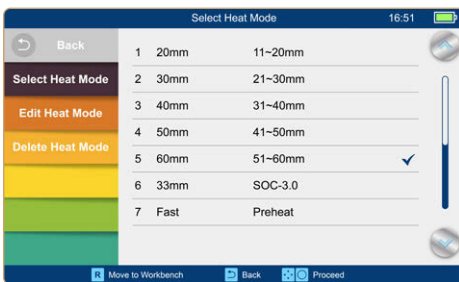 Select Heat Mode 16:51
Back
Select Heat Mode
Edit Heat Mode
Delete Heat Mode
1 20mm 11~20mm
2 30mm 21~30mm
3 40mm 31~40mm
4 50mm 41~50mm
5 60mm 51~60mm
6 33mm SOC-3.0
7 Fast Preheat
R Move to Workbench Back Proceed